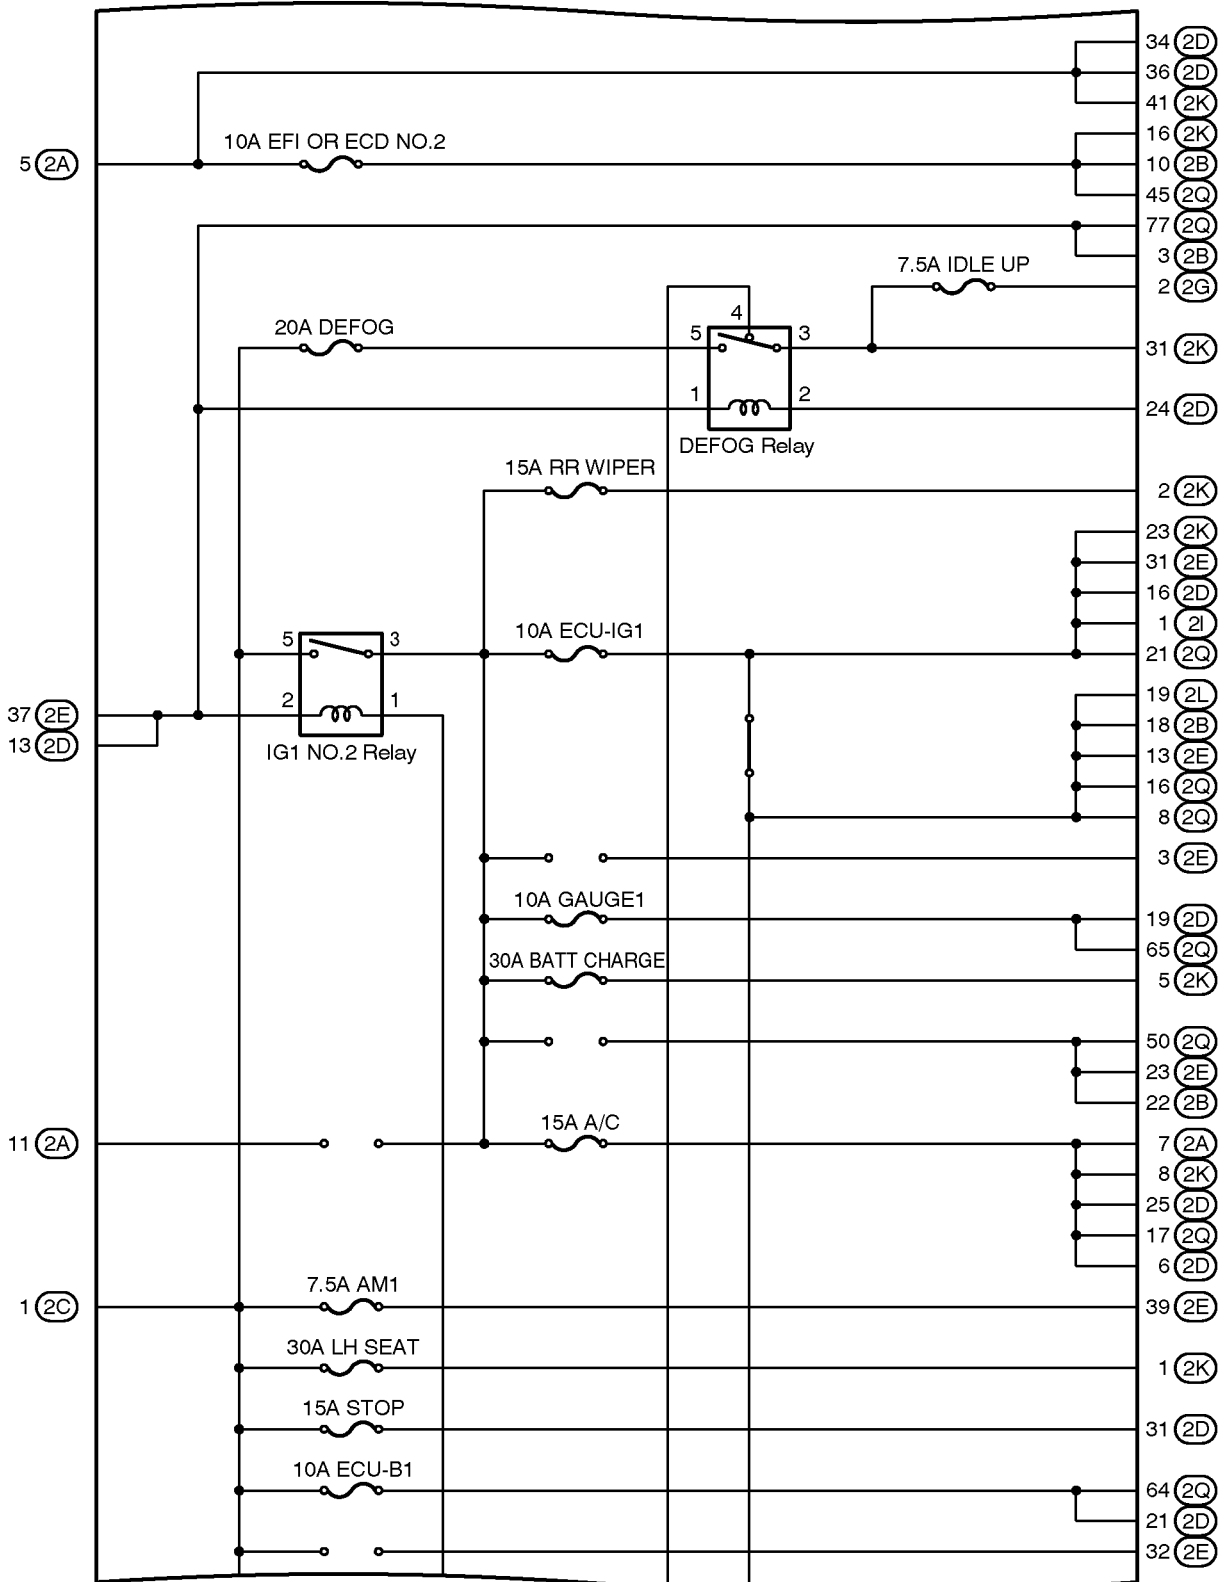 34 2D
36 2D
41 2K
10A EFI OR ECD NO.2
16 2K
5 2A
10 2B
45 2Q
77 2Q
3 2B
7.5A IDLE UP
2 2G
4
20A DEFOG
5 3
31 2K
1 2
24 2D
DEFOG Relay
15A RR WIPER
2 2K
23 2K
31 2E
16 2D
1 2I
10A ECU-IG1
5 3
21 2Q
19 2L
2 1
37 2E
18 2B
13 2D
IG1 NO.2 Relay
13 2E
16 2Q
8 2Q
3 2E
10A GAUGE1
19 2D
65 2Q
30A BATT CHARGE
5 2K
50 2Q
23 2E
22 2B
15A A/C
11 2A
7 2A
8 2K
25 2D
17 2Q
6 2D
7.5A AM1
1 2C
39 2E
30A LH SEAT
1 2K
15A STOP
31 2D
10A ECU-B1
64 2Q
21 2D
32 2E